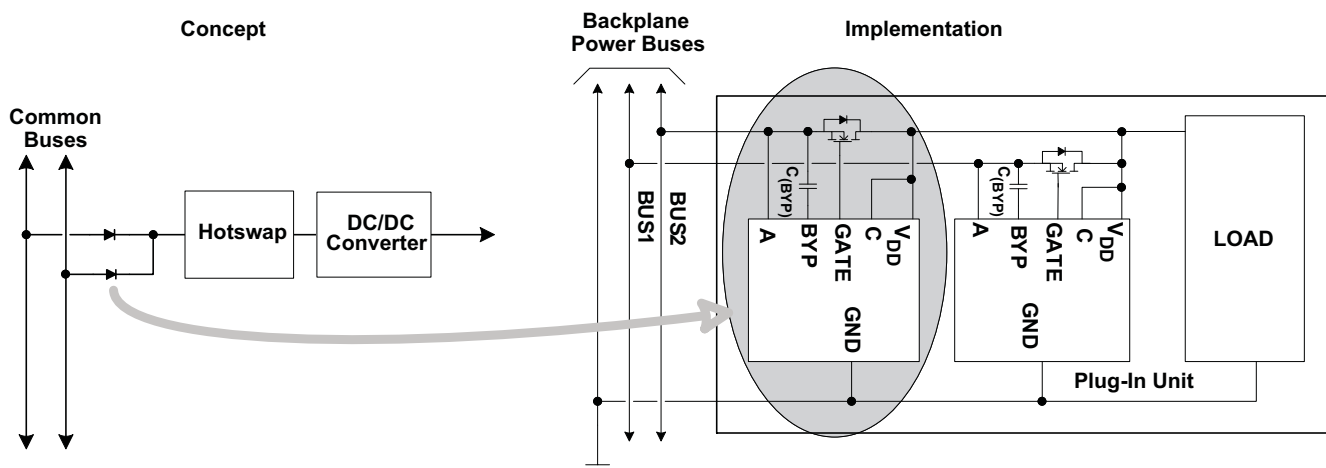 Concept
Backplane
Power Buses
Implementation
Common
Buses
Hotswap
DC/DC
Converter
BUS1
BUS2
C(BYP)
A
BYP
GATE
C
VDD
GND
C(BYP)
A
BYP
GATE
C
VDD
GND
LOAD
Plug-In Unit